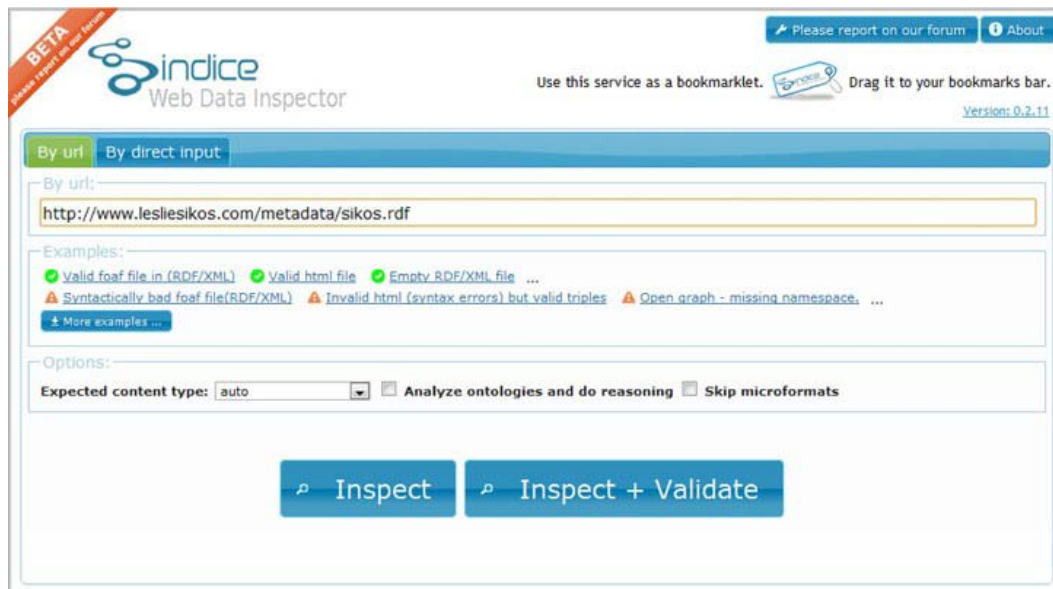 BETA
please report on our forum
Please report on our forum
About
Sindice
Web Data Inspector
Use this service as a bookmarklet.
SINDICE
Drag it to your bookmarks bar.
Version: 0.2.11
By url
By direct input
By url:
http://www.lesliesikos.com/metadata/sikos.rdf
Examples:
Valid foaf file in (RDF/XML) Valid html file Empty RDF/XML file ...
Syntactically bad foaf file(RDF/XML) Invalid html (syntax errors) but valid triples Open graph - missing namespace. ...
More examples ...
Options:
Expected content type: auto Analyze ontologies and do reasoning Skip microformats
Inspect
Inspect + Validate